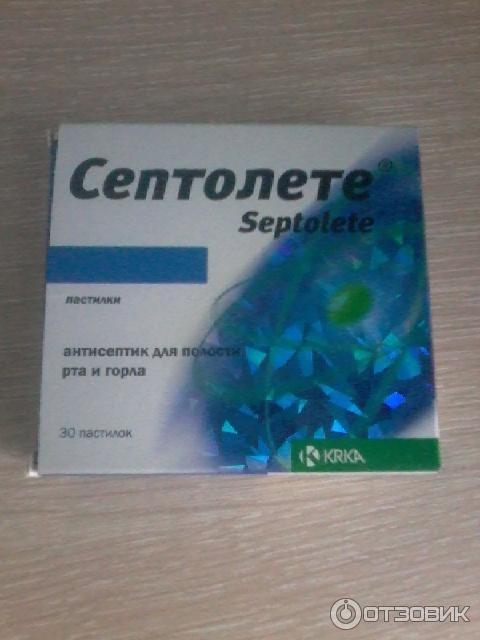 Септолете®
Septolete
пастилки
антисептик для полости
рта и горла
30 пастилок
KRKA
ОТЗОВИК